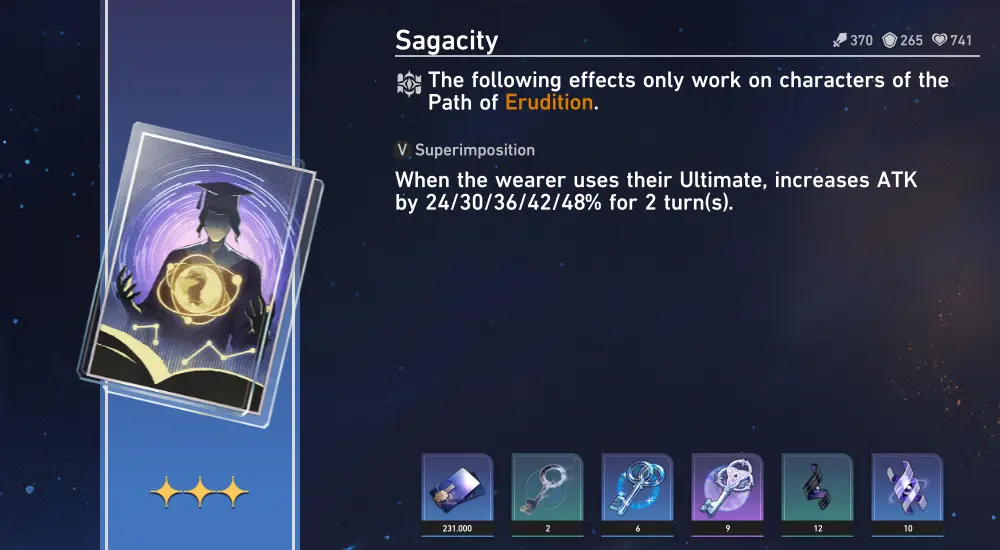 Sagacity
370 265 741
The following effects only work on characters of the
Path of Erudition.
V Superimposition
When the wearer uses their Ultimate, increases ATK
by 24/30/36/42/48% for 2 turn(s).
231.000 2 6 9 12 10